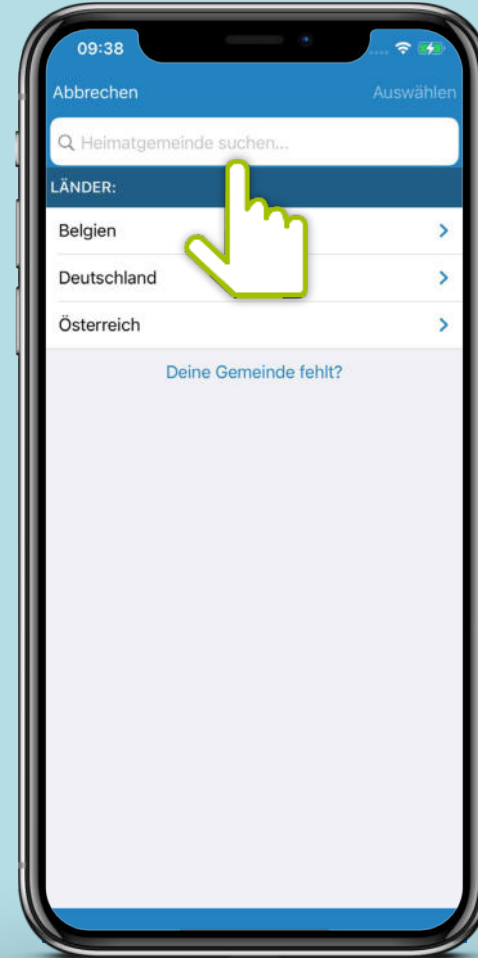 09:38
Abbrechen Auswählen
Heimatgemeinde suchen...
LÄNDER:
Belgien
Deutschland
Österreich
Deine Gemeinde fehlt?